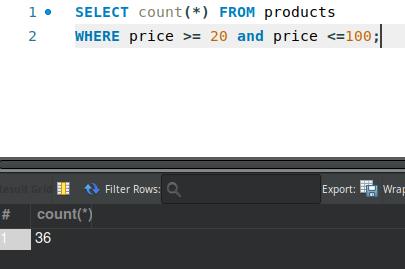 1 SELECT count(*) FROM products
2 WHERE price >= 20 and price <=100;
Result Grid Filter Rows: Export: Wrap
# count(*)
1 36